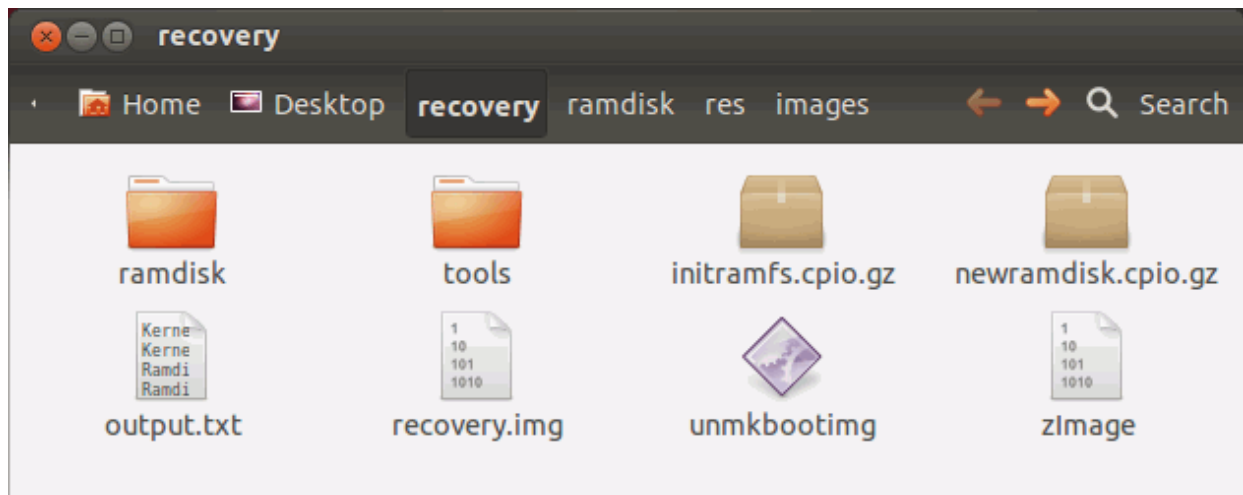 recovery
Home Desktop recovery ramdisk res images Search
ramdisk tools initramfs.cpio.gz newramdisk.cpio.gz
Kerne
Kerne
Ramdi
Ramdi
1
10
101
1010
1
10
101
1010
output.txt recovery.img unmkbootimg zImage